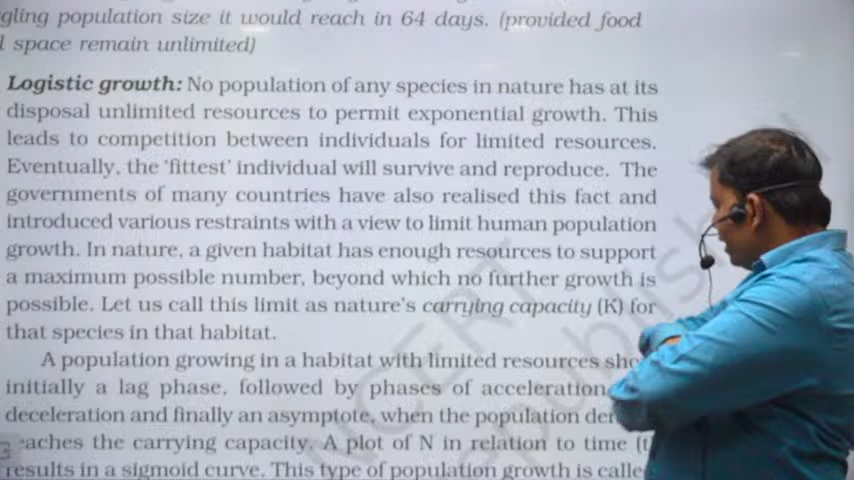 gling population size it would reach in 64 days. (provided food
space remain unlimited)
Logistic growth: No population of any species in nature has at its
disposal unlimited resources to permit exponential growth. This
leads to competition between individuals for limited resources.
Eventually, the ‘fittest’ individual will survive and reproduce. The
governments of many countries have also realised this fact and
introduced various restraints with a view to limit human population
growth. In nature, a given habitat has enough resources to support
a maximum possible number, beyond which no further growth is
possible. Let us call this limit as nature’s carrying capacity (K) for
that species in that habitat.
A population growing in a habitat with limited resources sho
initially a lag phase, followed by phases of acceleration
deceleration and finally an asymptote, when the population den
eaches the carrying capacity. A plot of N in relation to time (t
results in a sigmoid curve. This type of population growth is calle
NCERT
republish